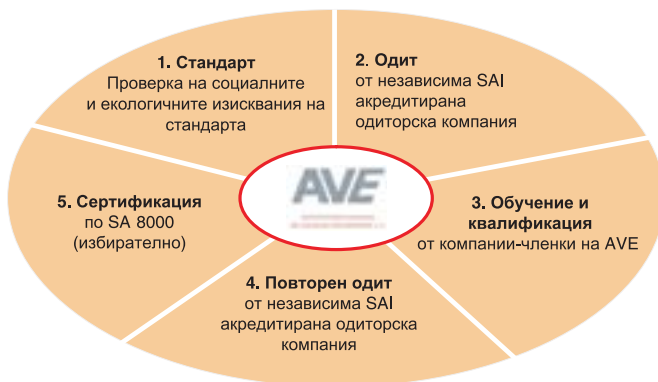 1. Стандарт
Проверка на социалните
и екологичните изисквания на
стандарта
2. Одит
от независима SAI
акредитирана
одиторска компания
3. Обучение и
квалификация
от компании-членки на AVE
4. Повторен одит
от независима SAI
акредитирана одиторска
компания
5. Сертификация
по SA 8000
(избирателно)
AVE